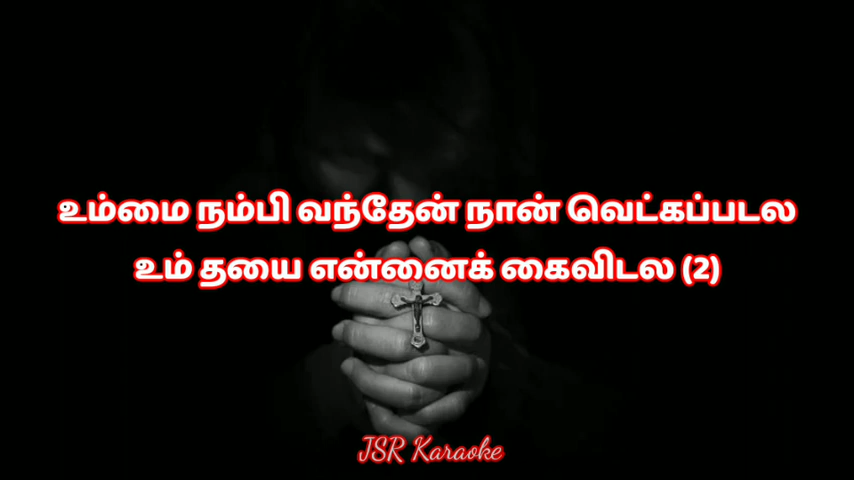 உம்மை நம்பி வந்தேன் நான் வெட்கப்படல
உம் தயை என்னைக் கைவிடல (2)
JSR Karaoke